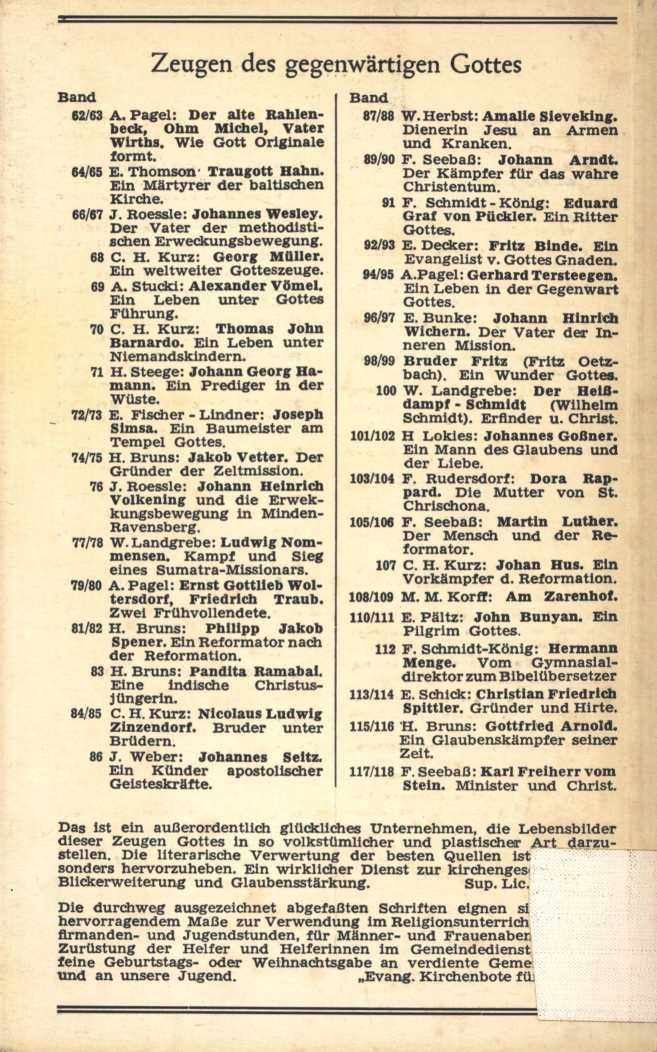 Zeugen des gegenwärtigen Gottes
Band
62/63 A. Pagel: Der alte Rahlen-
beck, Ohm Michel, Vater
Wirths. Wie Gott Originale
formt.
64/65 E. Thomson· Traugott Hahn.
Ein Märtyrer der baltischen
Kirche.
66/67 J. Roessle: Johannes Wesley.
Der Vater der methodisti-
schen Erweckungsbewegung.
68 C. H. Kurz: Georg Müller.
Ein weltweiter Gotteszeuge.
69 A. Stucki: Alexander Vömel.
Ein Leben unter Gottes
Führung.
70 C. H. Kurz: Thomas John
Barnardo. Ein Leben unter
Niemandskindern.
71 H. Steege: Johann Georg Ha-
mann. Ein Prediger in der
Wüste.
72/73 E. Fischer - Lindner: Joseph
Simsa. Ein Baumeister am
Tempel Gottes.
74/75 H. Bruns: Jakob Vetter. Der
Gründer der Zeltmission.
76 J. Roessle: Johann Heinrich
Volkening und die Erwek-
kungsbewegung in Minden-
Ravensberg.
77/78 W. Landgrebe: Ludwig Nom-
mensen. Kampf und Sieg
eines Sumatra-Missionars.
79/80 A. Pagel: Ernst Gottlieb Wol-
tersdorf, Friedrich Traub.
Zwei Frühvollendete.
81/82 H. Bruns: Philipp Jakob
Spener. Ein Reformator nach
der Reformation.
83 H. Bruns: Pandita Ramabai.
Eine indische Christus-
jüngerin.
84/85 C. H. Kurz: Nicolaus Ludwig
Zinzendorf. Bruder unter
Brüdern.
86 J. Weber: Johannes Seitz.
Ein Künder apostolischer
Geisteskräfte.
Band
87/88 W. Herbst: Amalie Sieveking.
Dienerin Jesu an Armen
und Kranken.
89/90 F. Seebaß: Johann Arndt.
Der Kämpfer für das wahre
Christentum.
91 F. Schmidt - König: Eduard
Graf von Pückler. Ein Ritter
Gottes.
92/93 E. Decker: Fritz Binde. Ein
Evangelist v. Gottes Gnaden.
94/95 A. Pagel: Gerhard Tersteegen.
Ein Leben in der Gegenwart
Gottes.
96/97 E. Bunke: Johann Hinrich
Wichern. Der Vater der In-
neren Mission.
98/99 Bruder Fritz (Fritz Oetz-
bach). Ein Wunder Gottes.
100 W. Landgrebe: Der Heiß-
dampf - Schmidt (Wilhelm
Schmidt). Erfinder u. Christ.
101/102 H Lokies: Johannes Goßner.
Ein Mann des Glaubens und
der Liebe.
103/104 F. Rudersdorf: Dora Rap-
pard. Die Mutter von St.
Chrischona.
105/106 F. Seebaß: Martin Luther.
Der Mensch und der Re-
formator.
107 C. H. Kurz: Johan Hus. Ein
Vorkämpfer d. Reformation.
108/109 M. M. Korff: Am Zarenhof.
110/111 E. Pältz: John Bunyan. Ein
Pilgrim Gottes.
112 F. Schmidt-König: Hermann
Menge. Vom Gymnasial-
direktor zum Bibelübersetzer
113/114 E. Schick: Christian Friedrich
Spittler. Gründer und Hirte.
115/116 H. Bruns: Gottfried Arnold.
Ein Glaubenskämpfer seiner
Zeit.
117/118 F. Seebaß: Karl Freiherr vom
Stein. Minister und Christ.
Das ist ein außerordentlich glückliches Unternehmen, die Lebensbilder
dieser Zeugen Gottes in so volkstümlicher und plastischer Art darzu-
stellen. Die literarische Verwertung der besten Quellen ist
sonders hervorzuheben. Ein wirklicher Dienst zur kirchenges
Blickerweiterung und Glaubensstärkung. Sup. Lic.
Die durchweg ausgezeichnet abgefaßten Schriften eignen si
hervorragendem Maße zur Verwendung im Religionsunterrich
firmanden- und Jugendstunden, für Männer- und Frauenaben
Zurüstung der Helfer und Helferinnen im Gemeindedienst
feine Geburtstags- oder Weihnachtsgabe an verdiente Geme
und an unsere Jugend. „Evang. Kirchenbote fü